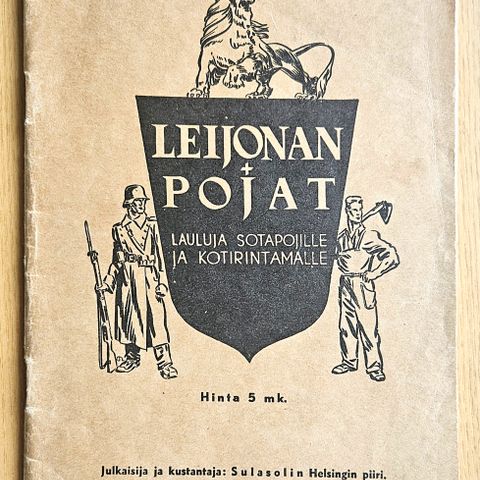 LEIJONAN
POJAT
LAULUJA SOTAPOJILLE
JA KOTIRINTAMALLE
Hinta 5 mk.
Julkaisija ja kustantaja: Sulasolin Helsingin piiri.